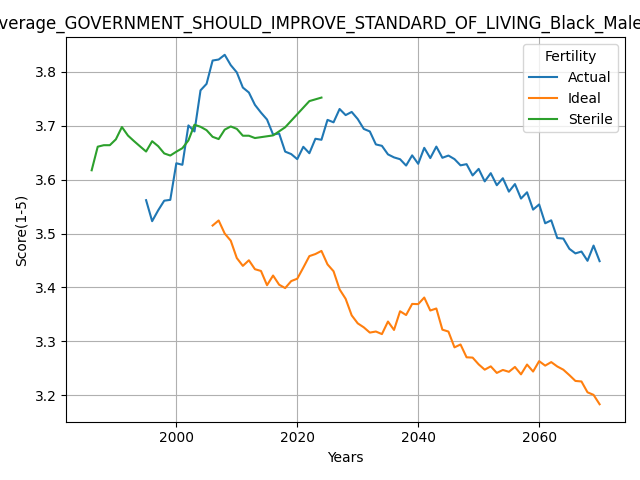 verage_GOVERNMENT_SHOULD_IMPROVE_STANDARD_OF_LIVING_Black_Male
Fertility
Actual
Ideal
Sterile
Score(1-5)
3.8
3.7
3.6
3.5
3.4
3.3
3.2
2000 2020 2040 2060
Years